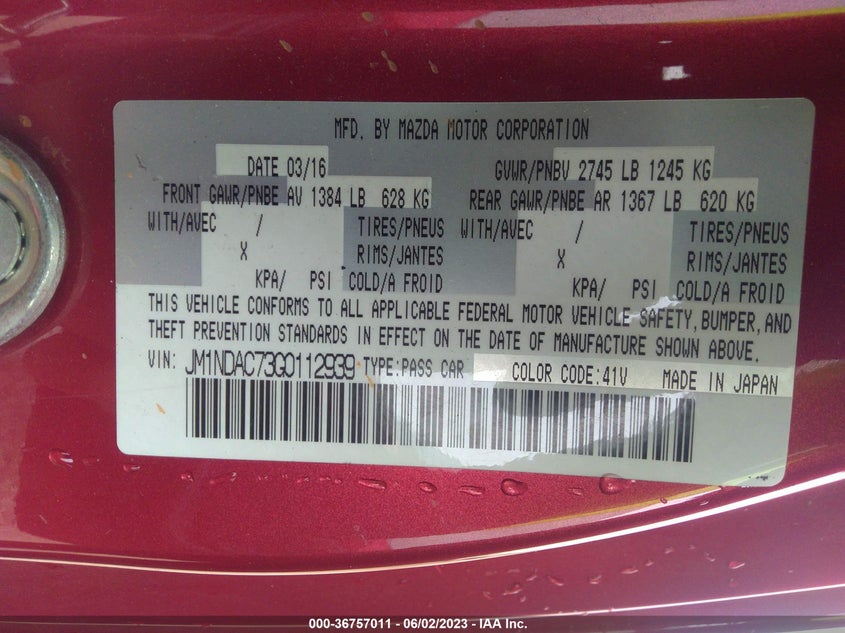 MFD. BY MAZDA MOTOR CORPORATION
DATE 03/16 GVWR/PNBV 2745 LB 1245 KG
FRONT GAWR/PNBE AV 1384 LB 628 KG REAR GAWR/PNBE AR 1367 LB 620 KG
WITH/AVEC / TIRES/PNEUS WITH/AVEC / TIRES/PNEUS
X RIMS/JANTES X RIMS/JANTES
KPA/ PSI COLD/A FROID KPA/ PSI COLD/A FROID
THIS VEHICLE CONFORMS TO ALL APPLICABLE FEDERAL MOTOR VEHICLE SAFETY, BUMPER, AND
THEFT PREVENTION STANDARDS IN EFFECT ON THE DATE OF MANUFACTURE SHOWN ABOVE.
VIN: JM1NDAC73G0112939 TYPE:PASS CAR COLOR CODE:41V MADE IN JAPAN
000-36757011 - 06/02/2023 - IAA Inc.